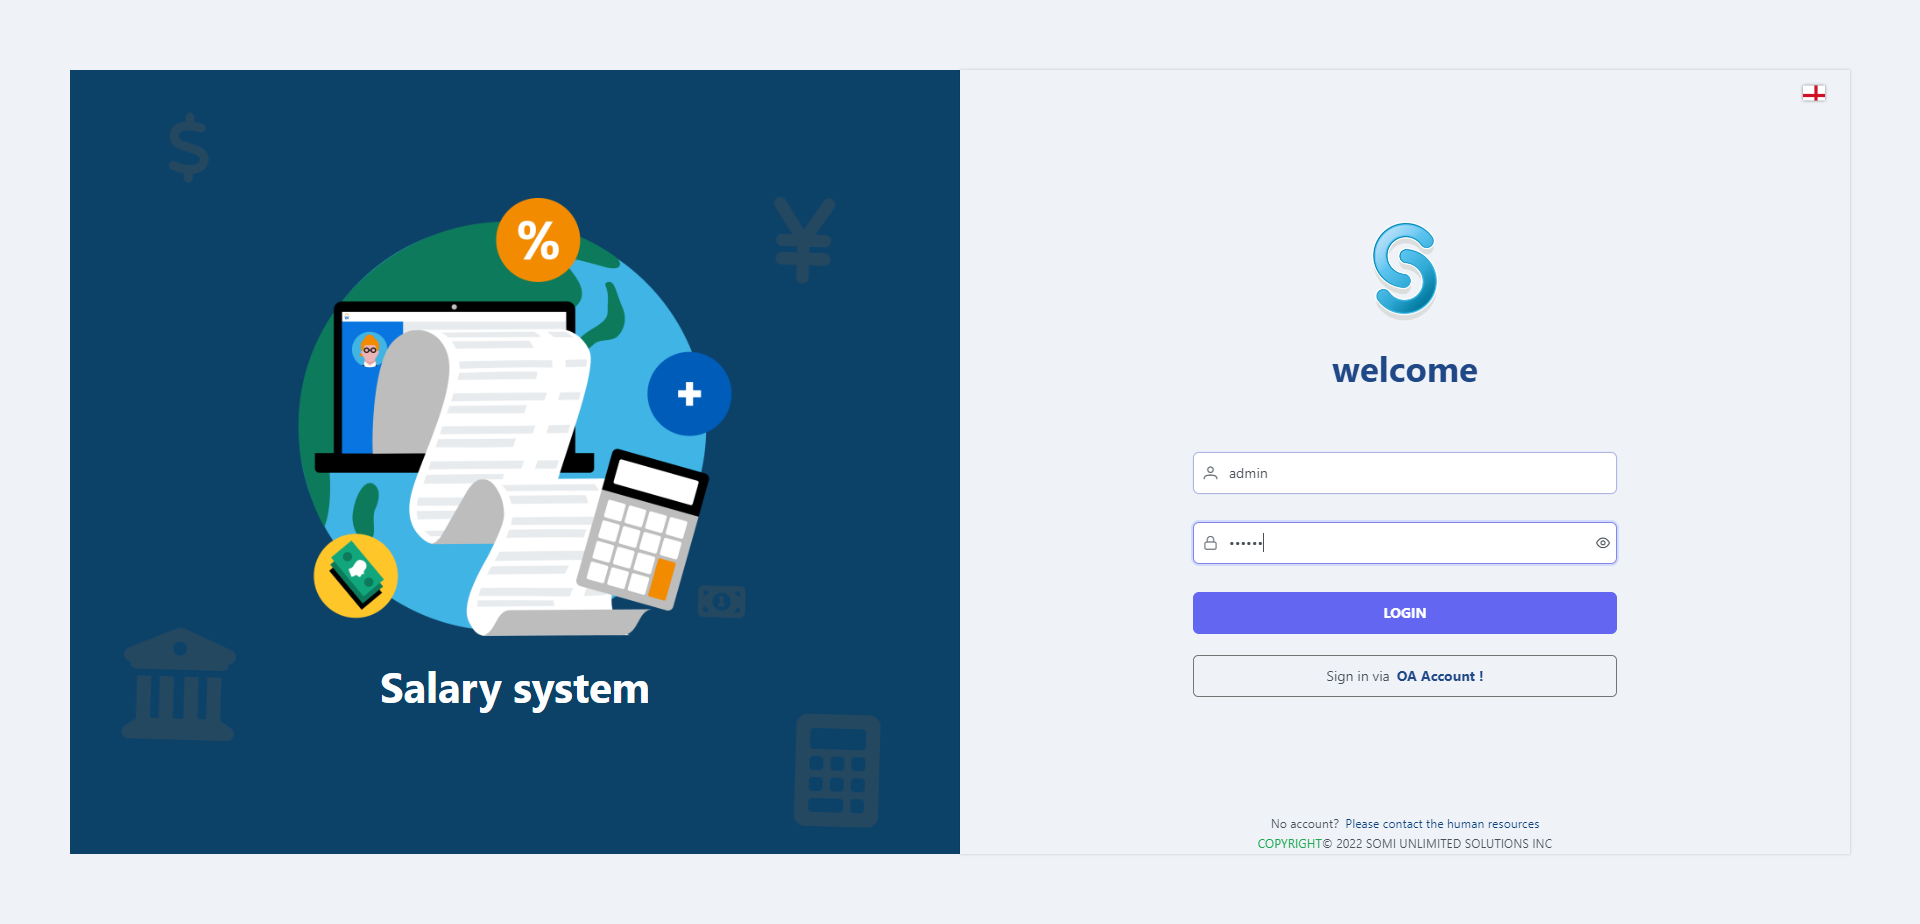 $
¥
%
+
Salary system
S
welcome
admin
••••••
LOGIN
Sign in via OA Account !
No account? Please contact the human resources
COPYRIGHT© 2022 SOMI UNLIMITED SOLUTIONS INC